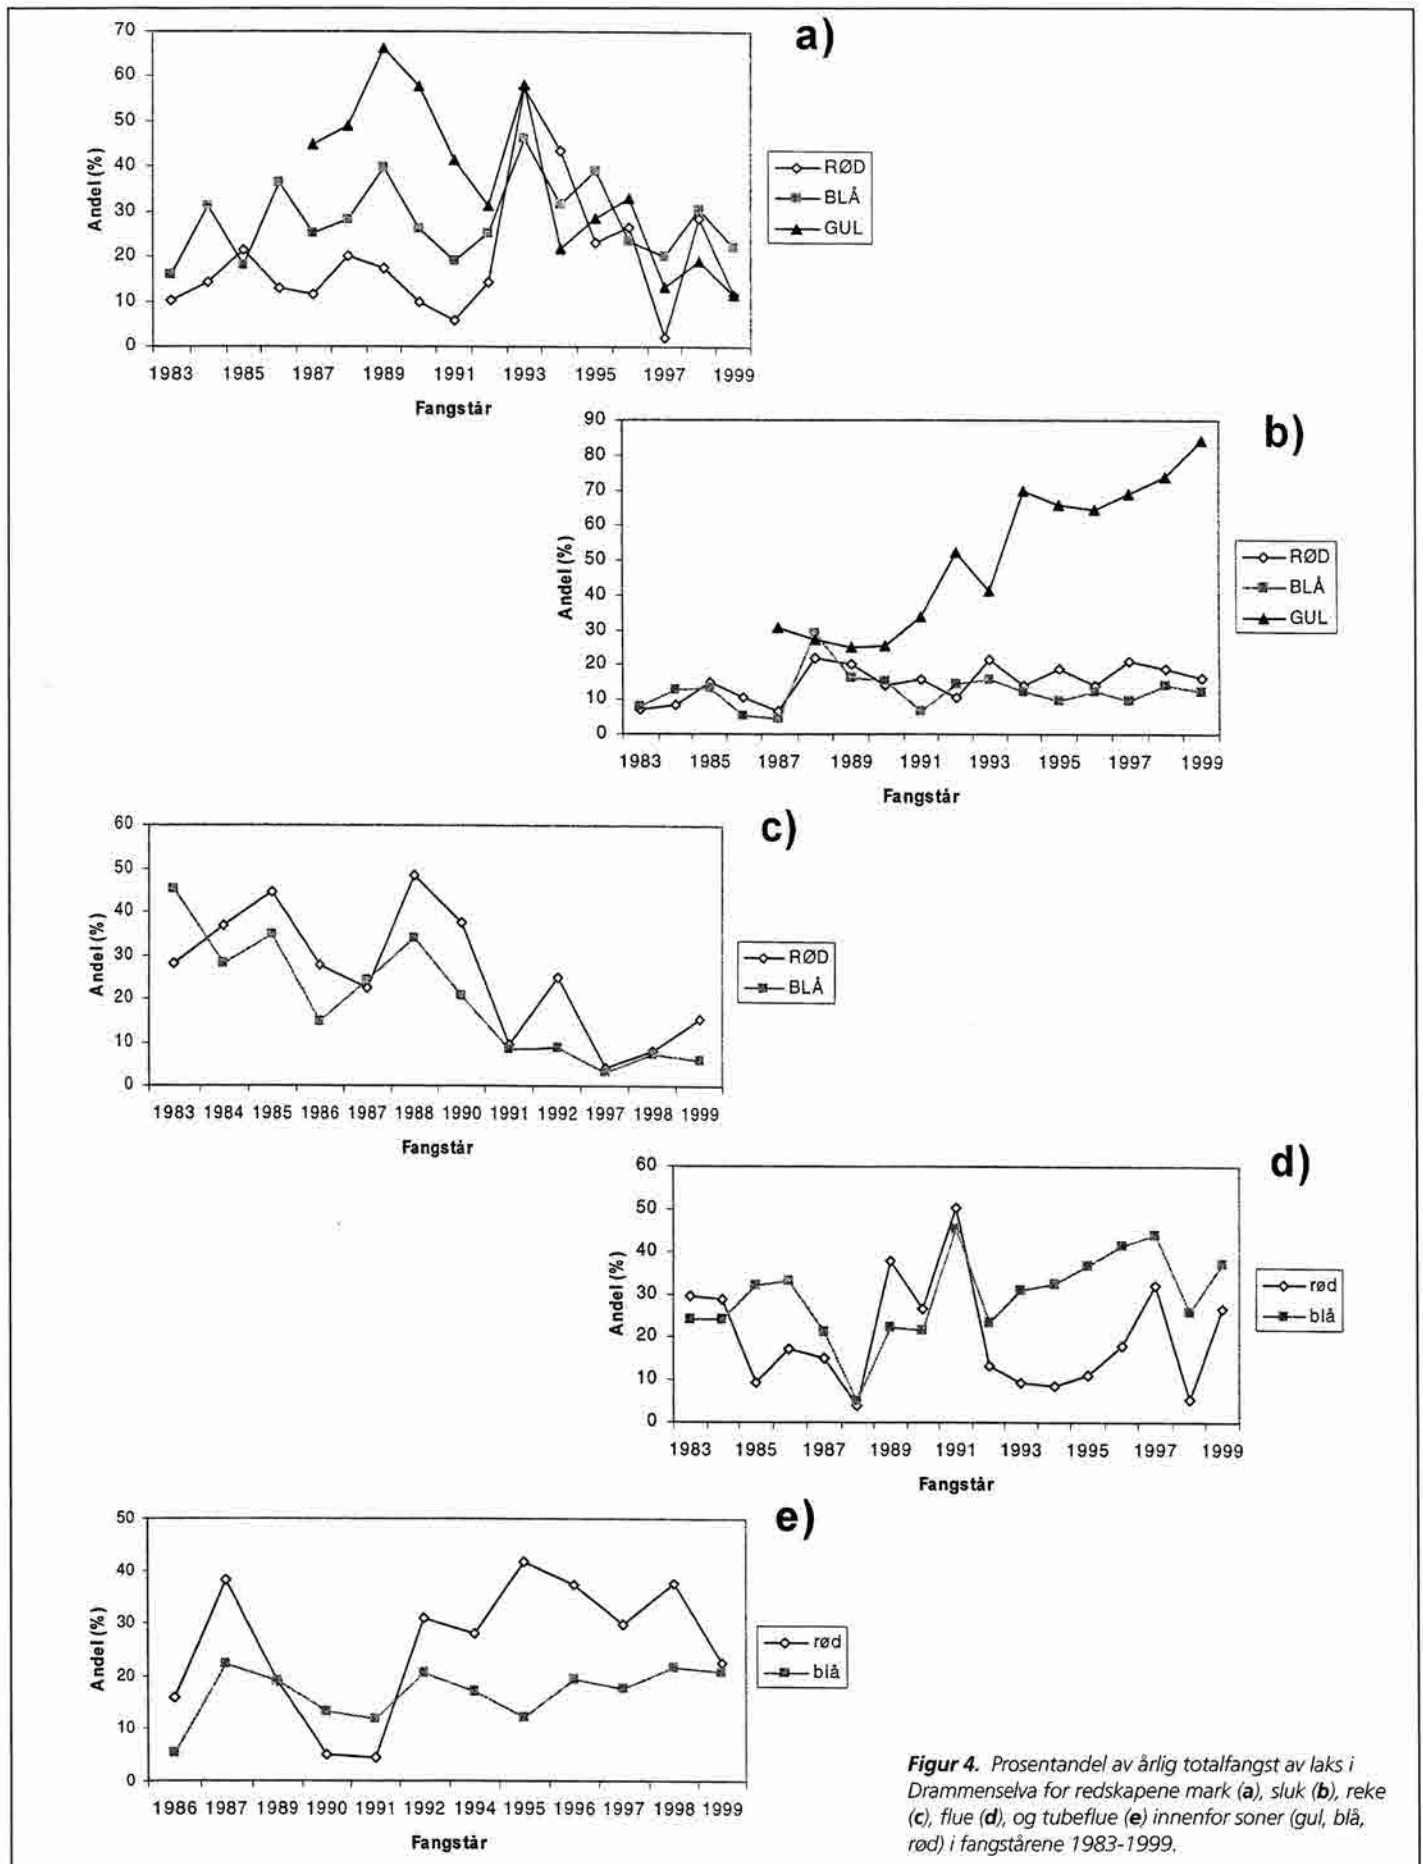 a)
70
60
50
40
30
20
10
0
Andel (%)
1983 1985 1987 1989 1991 1993 1995 1997 1999
Fangstår
RØD
BLÅ
GUL
b)
90
80
70
60
50
40
30
20
10
0
Andel (%)
1983 1985 1987 1989 1991 1993 1995 1997 1999
Fangstår
RØD
BLÅ
GUL
c)
60
50
40
30
20
10
0
Andel (%)
1983 1984 1985 1986 1987 1988 1990 1991 1992 1997 1998 1999
Fangstår
RØD
BLÅ
d)
60
50
40
30
20
10
0
Andel (%)
1983 1985 1987 1989 1991 1993 1995 1997 1999
Fangstår
rød
blå
e)
50
40
30
20
10
0
Andel (%)
1986 1987 1989 1990 1991 1992 1994 1995 1996 1997 1998 1999
Fangstår
rød
blå
Figur 4. Prosentandel av årlig totalfangst av laks i
Drammenselva for redskapene mark (a), sluk (b), reke
(c), flue (d), og tubeflue (e) innenfor soner (gul, blå,
rød) i fangstårene 1983-1999.